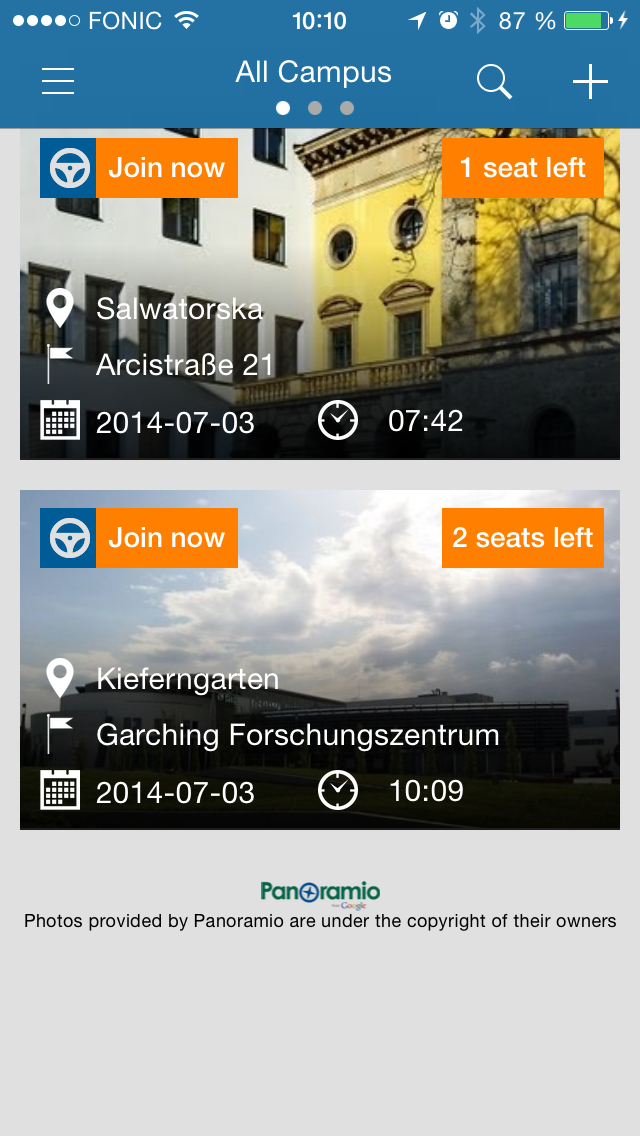 FONIC 10:10 87 %
All Campus
Join now 1 seat left
Salwatorska
Arcistraße 21
2014-07-03 07:42
Join now 2 seats left
Kieferngarten
Garching Forschungszentrum
2014-07-03 10:09
Panoramio
from Google
Photos provided by Panoramio are under the copyright of their owners